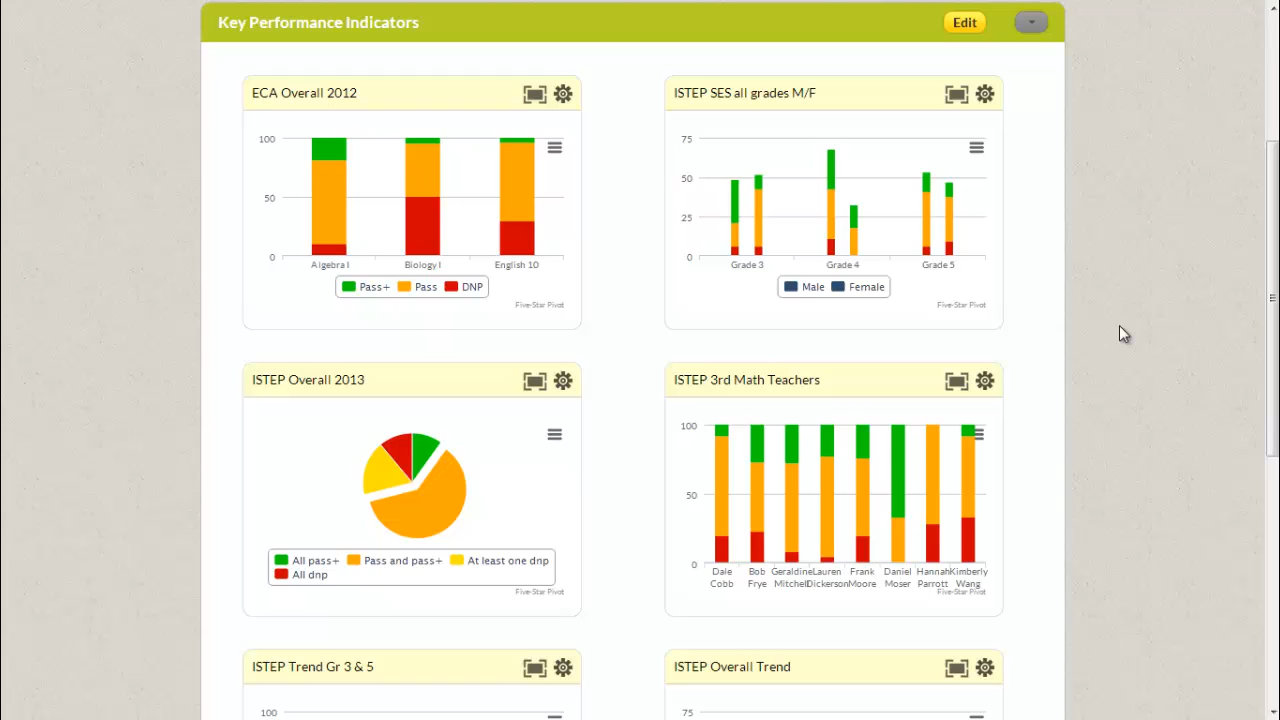 Key Performance Indicators
Edit
ECA Overall 2012
100
50
0
Algebra I Biology I English 10
Pass+ Pass DNP
Five-Star Pivot
ISTEP SES all grades M/F
75
50
25
0
Grade 3 Grade 4 Grade 5
Male Female
Five-Star Pivot
ISTEP Overall 2013
All pass+ Pass and pass+ At least one dnp
All dnp
Five-Star Pivot
ISTEP 3rd Math Teachers
100
50
0
Dale Bob Geraldine Lauren Frank Daniel Hannah Kimberly
Cobb Frye Mitchell Dickerson Moore Moser Parrott Wang
Five-Star Pivot
ISTEP Trend Gr 3 & 5
100
ISTEP Overall Trend
75